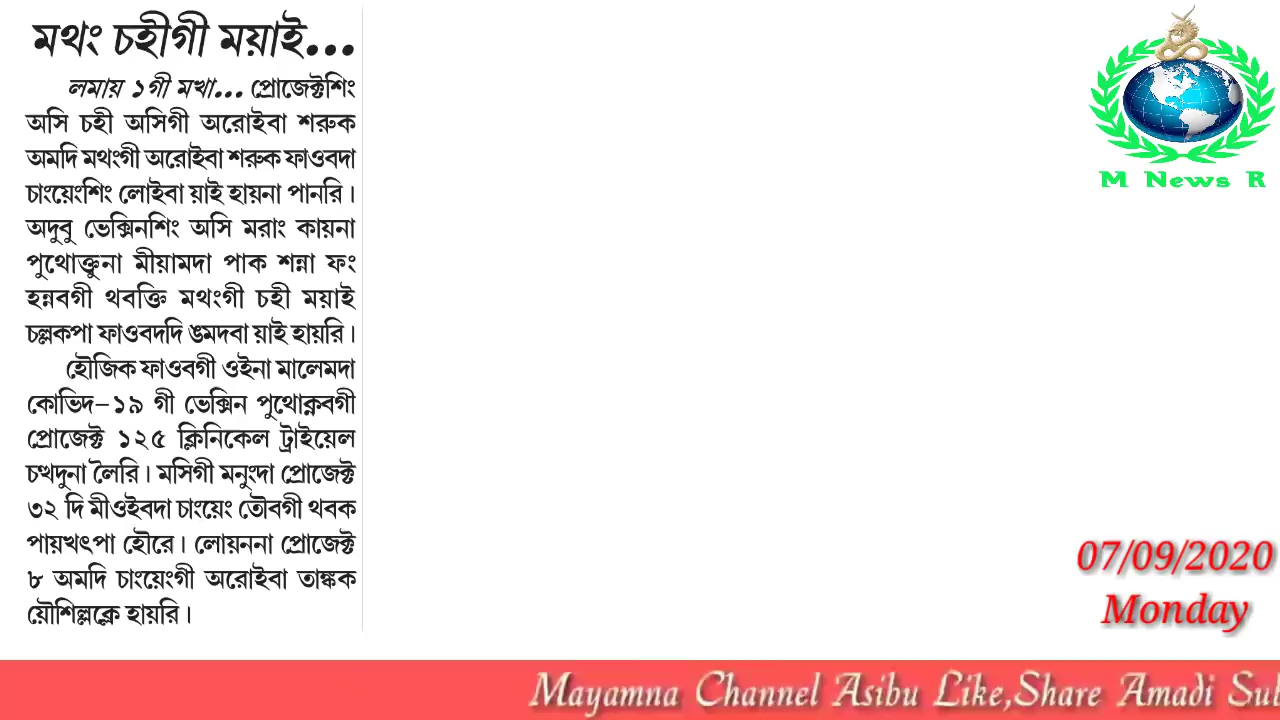 মথং চহীগী ময়াই...
লমায় ১গী মখা... প্রোজেক্টশিং
অসি চহী অসিগী অরোইবা শরুক
অমদি মথংগী অরোইবা শরুক ফাওবদা
চাংয়েংশিং লোইবা য়াই হায়না পানরি।
অদুবু ভেক্সিনশিং অসি মরাং কায়না
পুথোক্তুনা মীয়ামদা পাক শন্না ফং
হন্নবগী থবক্তি মথংগী চহী ময়াই
চল্লকপা ফাওবদদি ঙমদবা য়াই হায়রি।
হৌজিক ফাওবগী ওইনা মালেমদা
কোভিদ–১৯ গী ভেক্সিন পুথোক্নবগী
প্রোজেক্ট ১২৫ ক্লিনিকেল ট্রাইয়েল
চত্থদুনা লৈরি। মসিগী মনুংদা প্রোজেক্ট
৩২ দি মীওইবদা চাংয়েং তৌবগী থবক
পায়খৎপা হৌরে। লোয়ননা প্রোজেক্ট
৮ অমদি চাংয়েংগী অরোইবা তাঙ্কক
য়ৌশিল্লক্লে হায়রি।
M News R
07/09/2020
Monday
Mayamna Channel Asibu Like,Share Amadi Sub